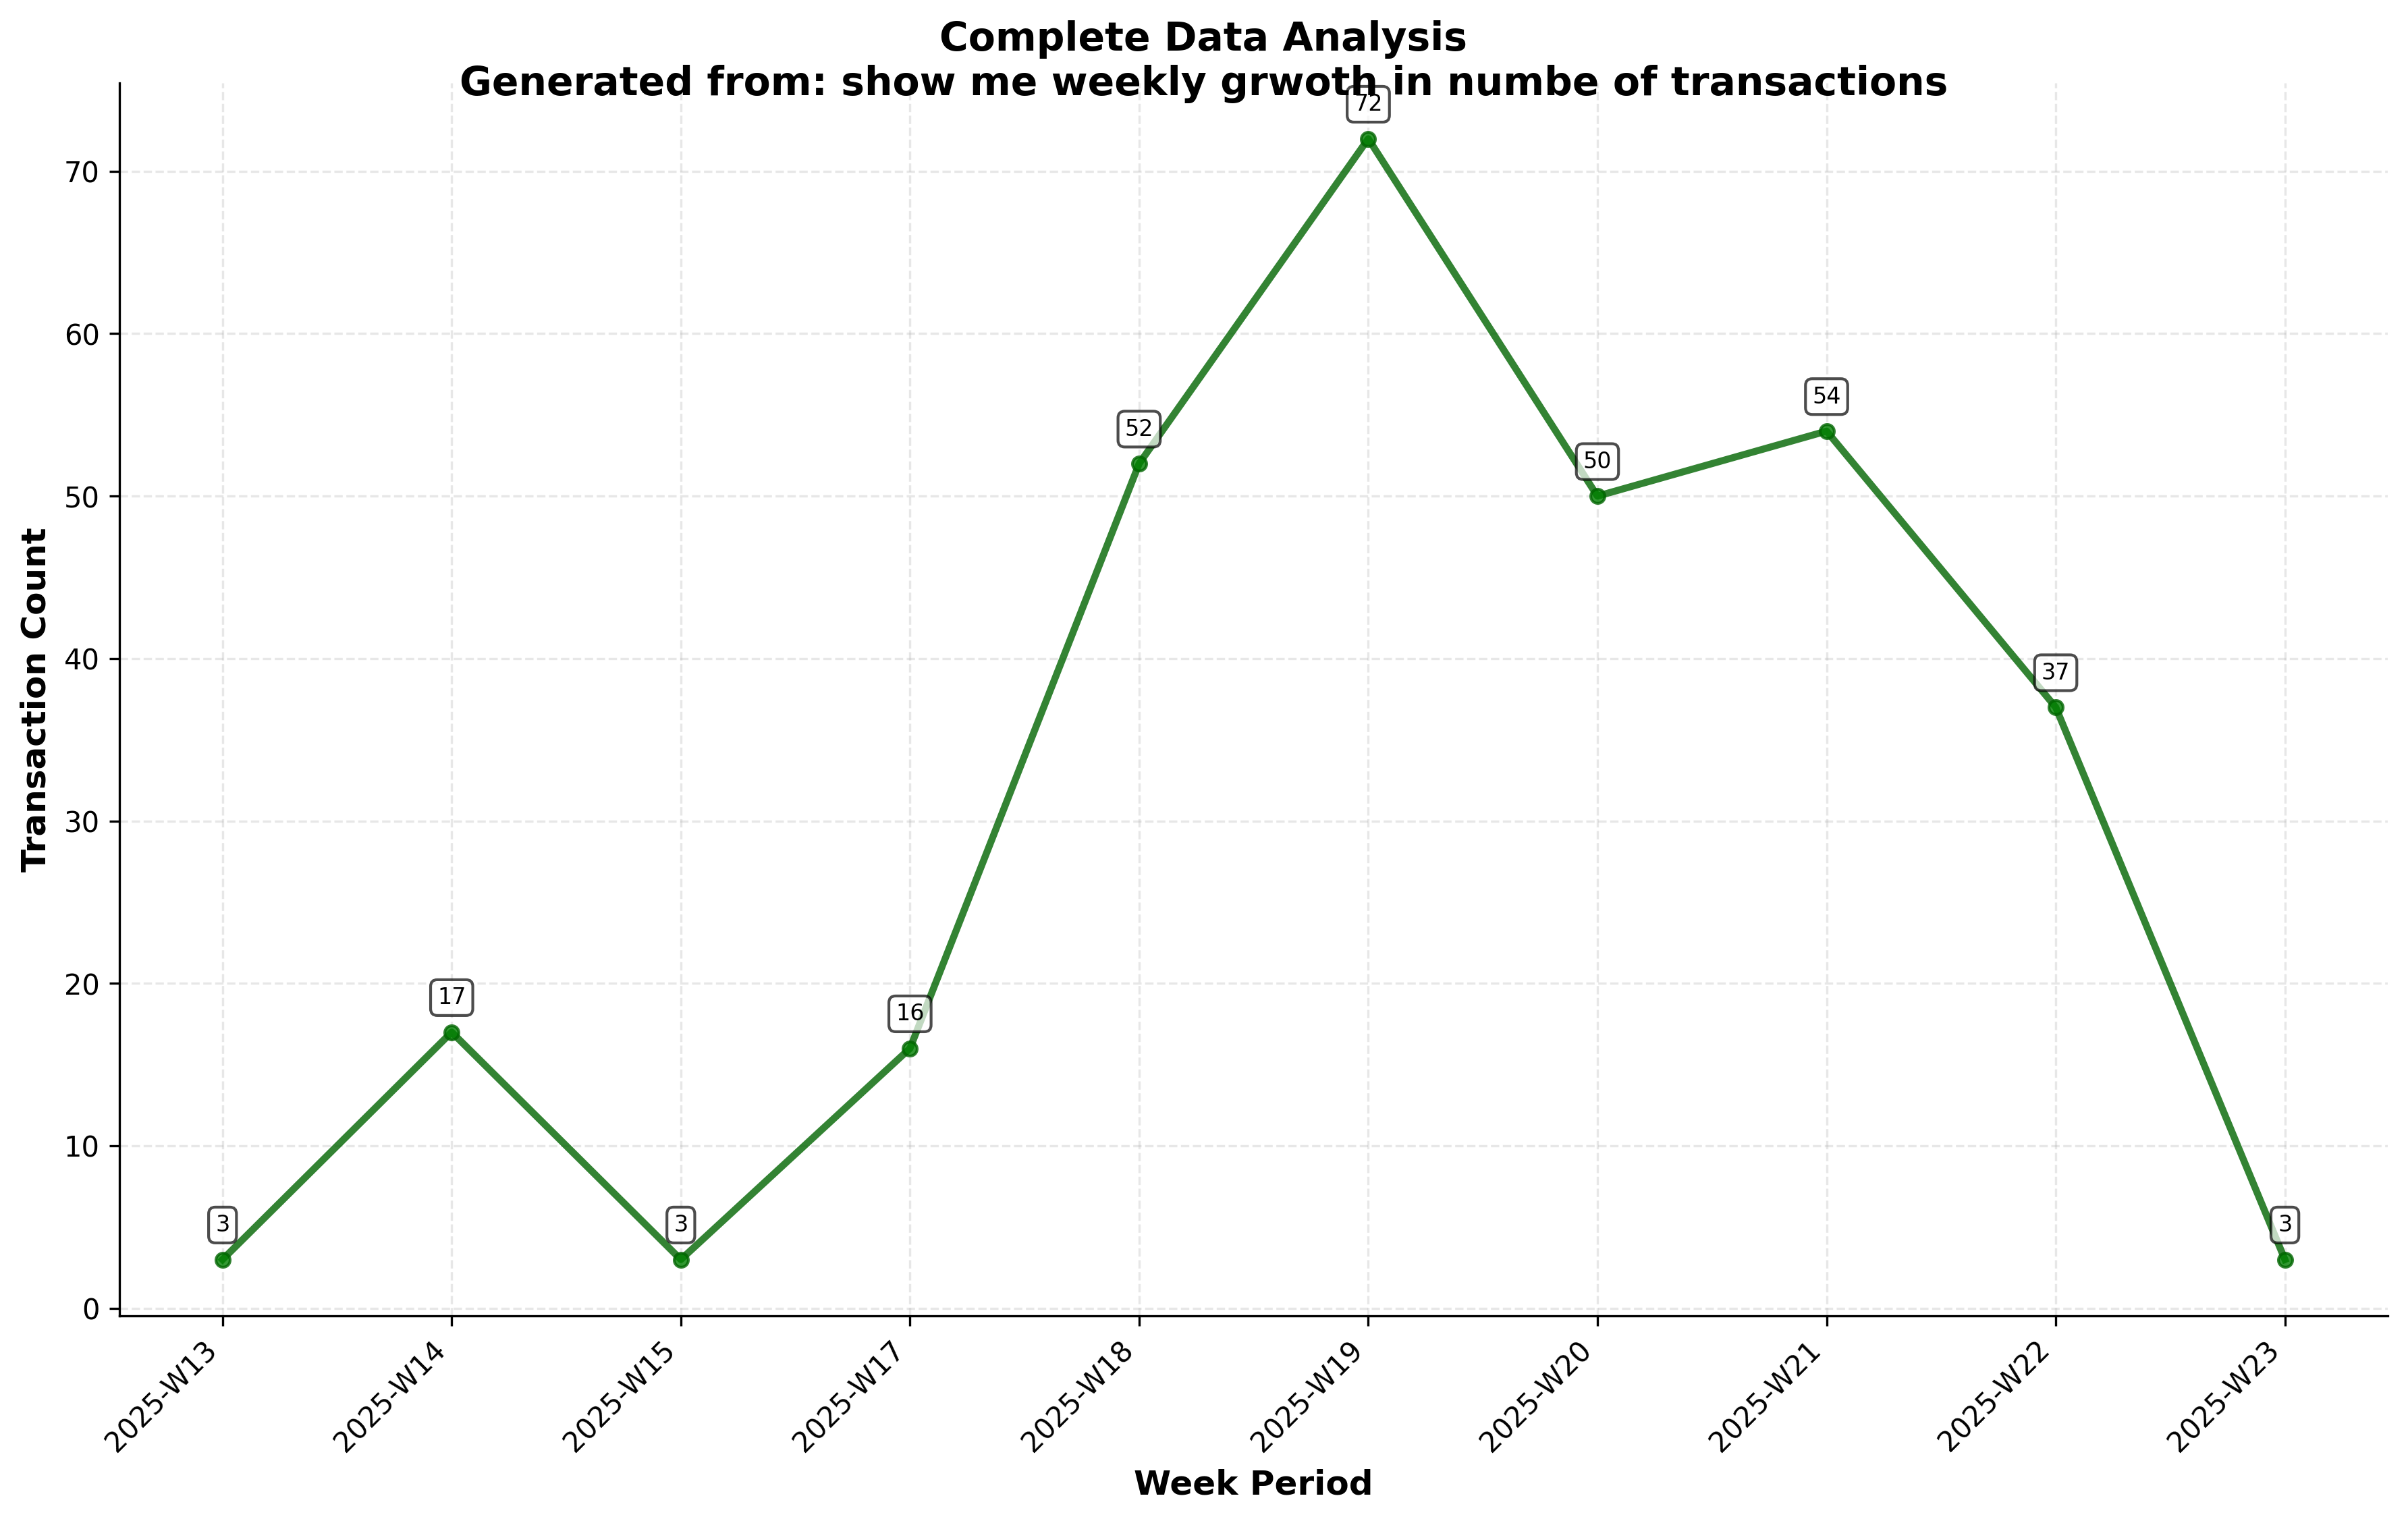 Complete Data Analysis
Generated from: show me weekly grwoth in numbe of transactions
72
70
60
54
52
50
50
40
37
30
20
17
16
10
3
3
3
0
Transaction Count
2025-W13
2025-W14
2025-W15
2025-W17
2025-W18
2025-W19
2025-W20
2025-W21
2025-W22
2025-W23
Week Period